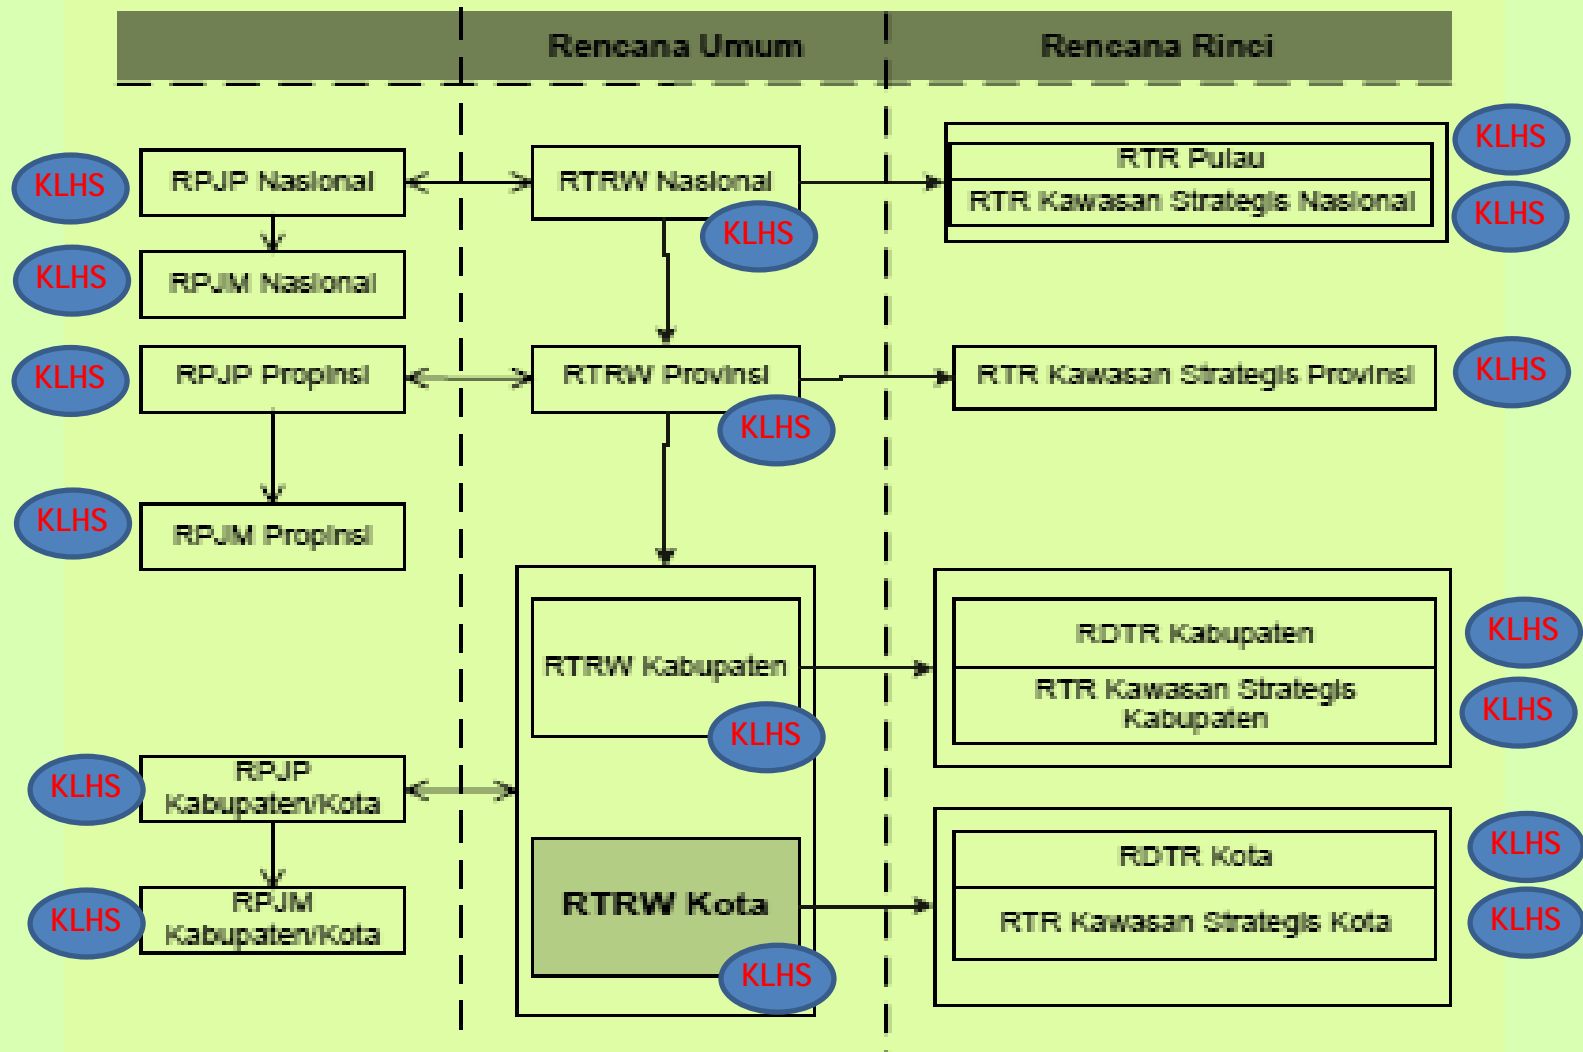 Rencana Umum
Rencana Rinci
KLHS
RPJP Nasional
RTRW Nasional
KLHS
RTR Pulau
RTR Kawasan Strategis Nasional
KLHS
KLHS
KLHS
RPJM Nasional
KLHS
RPJP Propinsi
RTRW Provinsi
KLHS
RTR Kawasan Strategis Provinsi
KLHS
KLHS
RPJM Propinsi
RTRW Kabupaten
KLHS
RDTR Kabupaten
RTR Kawasan Strategis
Kabupaten
KLHS
KLHS
KLHS
RPJP
Kabupaten/Kota
KLHS
RPJM
Kabupaten/Kota
RTRW Kota
KLHS
RDTR Kota
RTR Kawasan Strategis Kota
KLHS
KLHS